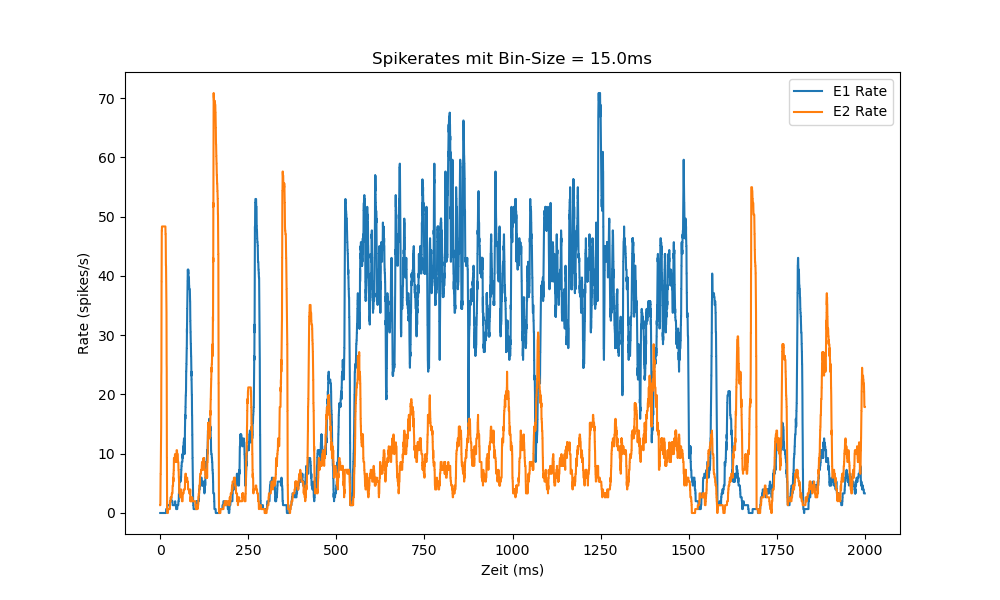 Spikerates mit Bin-Size = 15.0ms
E1 Rate
E2 Rate
Rate (spikes/s)
70
60
50
40
30
20
10
0
0 250 500 750 1000 1250 1500 1750 2000
Zeit (ms)